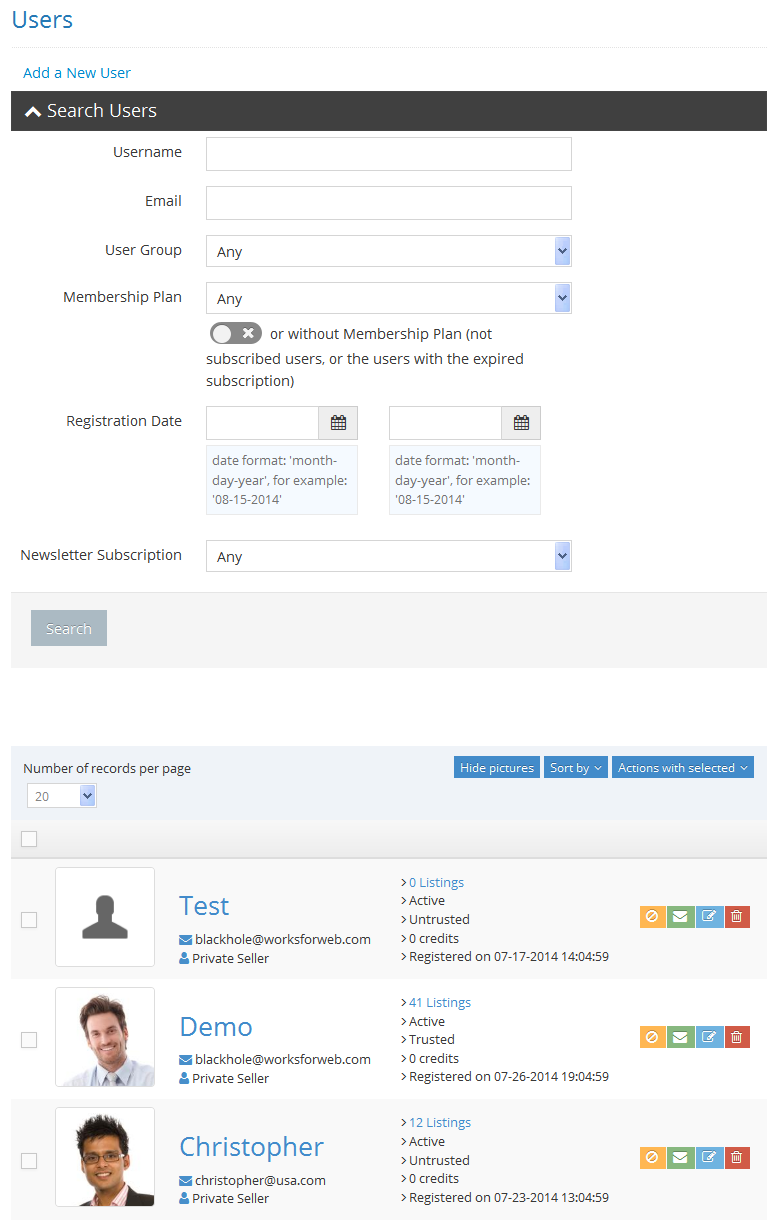 Users
Add a New User
Search Users
Username
Email
User Group Any
Membership Plan Any
or without Membership Plan (not
subscribed users, or the users with the expired
subscription)
Registration Date
date format: 'month-
day-year', for example:
'08-15-2014'
date format: 'month-
day-year', for example:
'08-15-2014'
Newsletter Subscription Any
Search
Number of records per page
20
Hide pictures Sort by Actions with selected
Test
blackhole@worksforweb.com
Private Seller
0 Listings
Active
Untrusted
0 credits
Registered on 07-17-2014 14:04:59
Demo
blackhole@worksforweb.com
Private Seller
41 Listings
Active
Trusted
0 credits
Registered on 07-26-2014 19:04:59
Christopher
christopher@usa.com
Private Seller
12 Listings
Active
Untrusted
0 credits
Registered on 07-23-2014 13:04:59